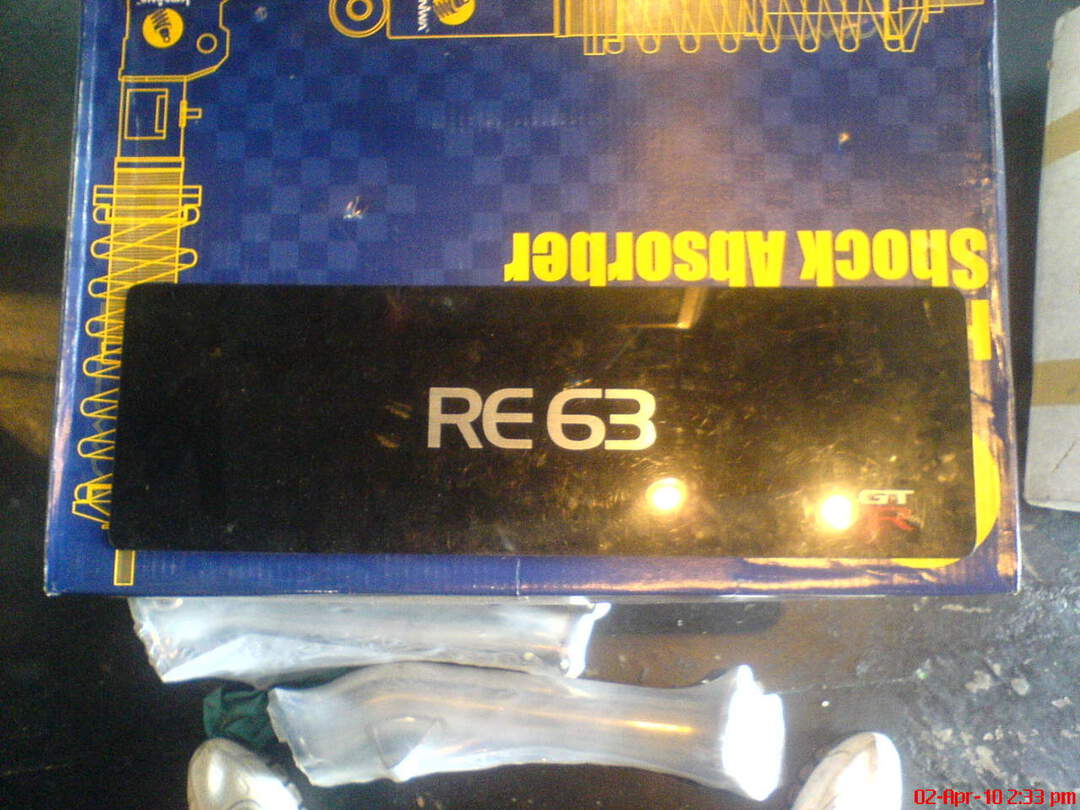 Shock Absorber
RE 63
GT
R
02-Apr-10 2:33 pm